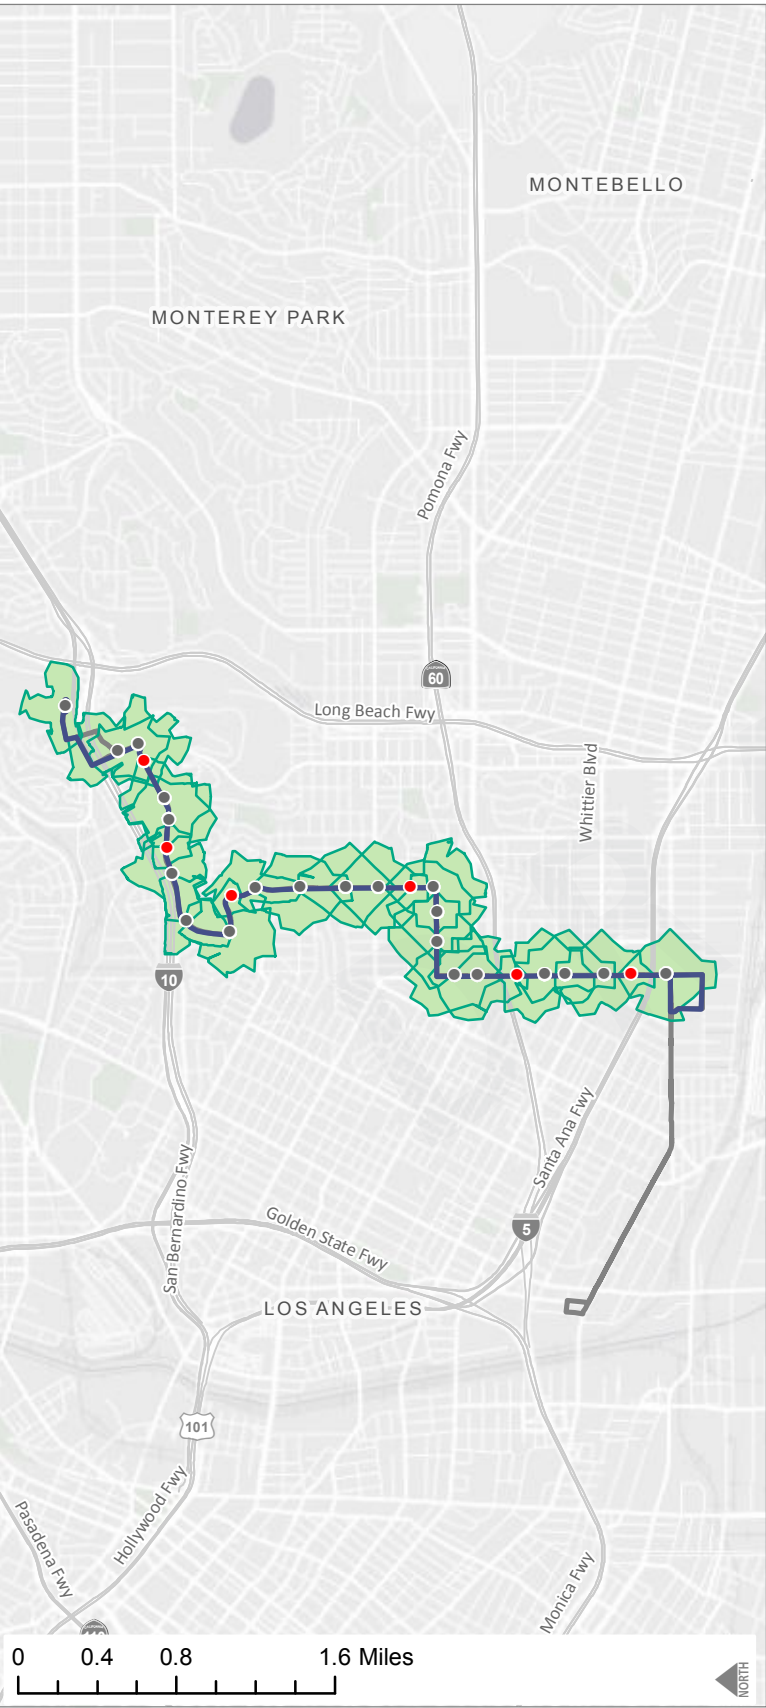 MONTEBELLO
MONTEREY PARK
Pomona Fwy
60
Long Beach Fwy
Whittier Blvd
10
Santa Ana Fwy
San Bernardino Fwy
Golden State Fwy
5
LOS ANGELES
101
Hollywood Fwy
Pasadena Fwy
Monica Fwy
0 0.4 0.8 1.6 Miles
NORTH